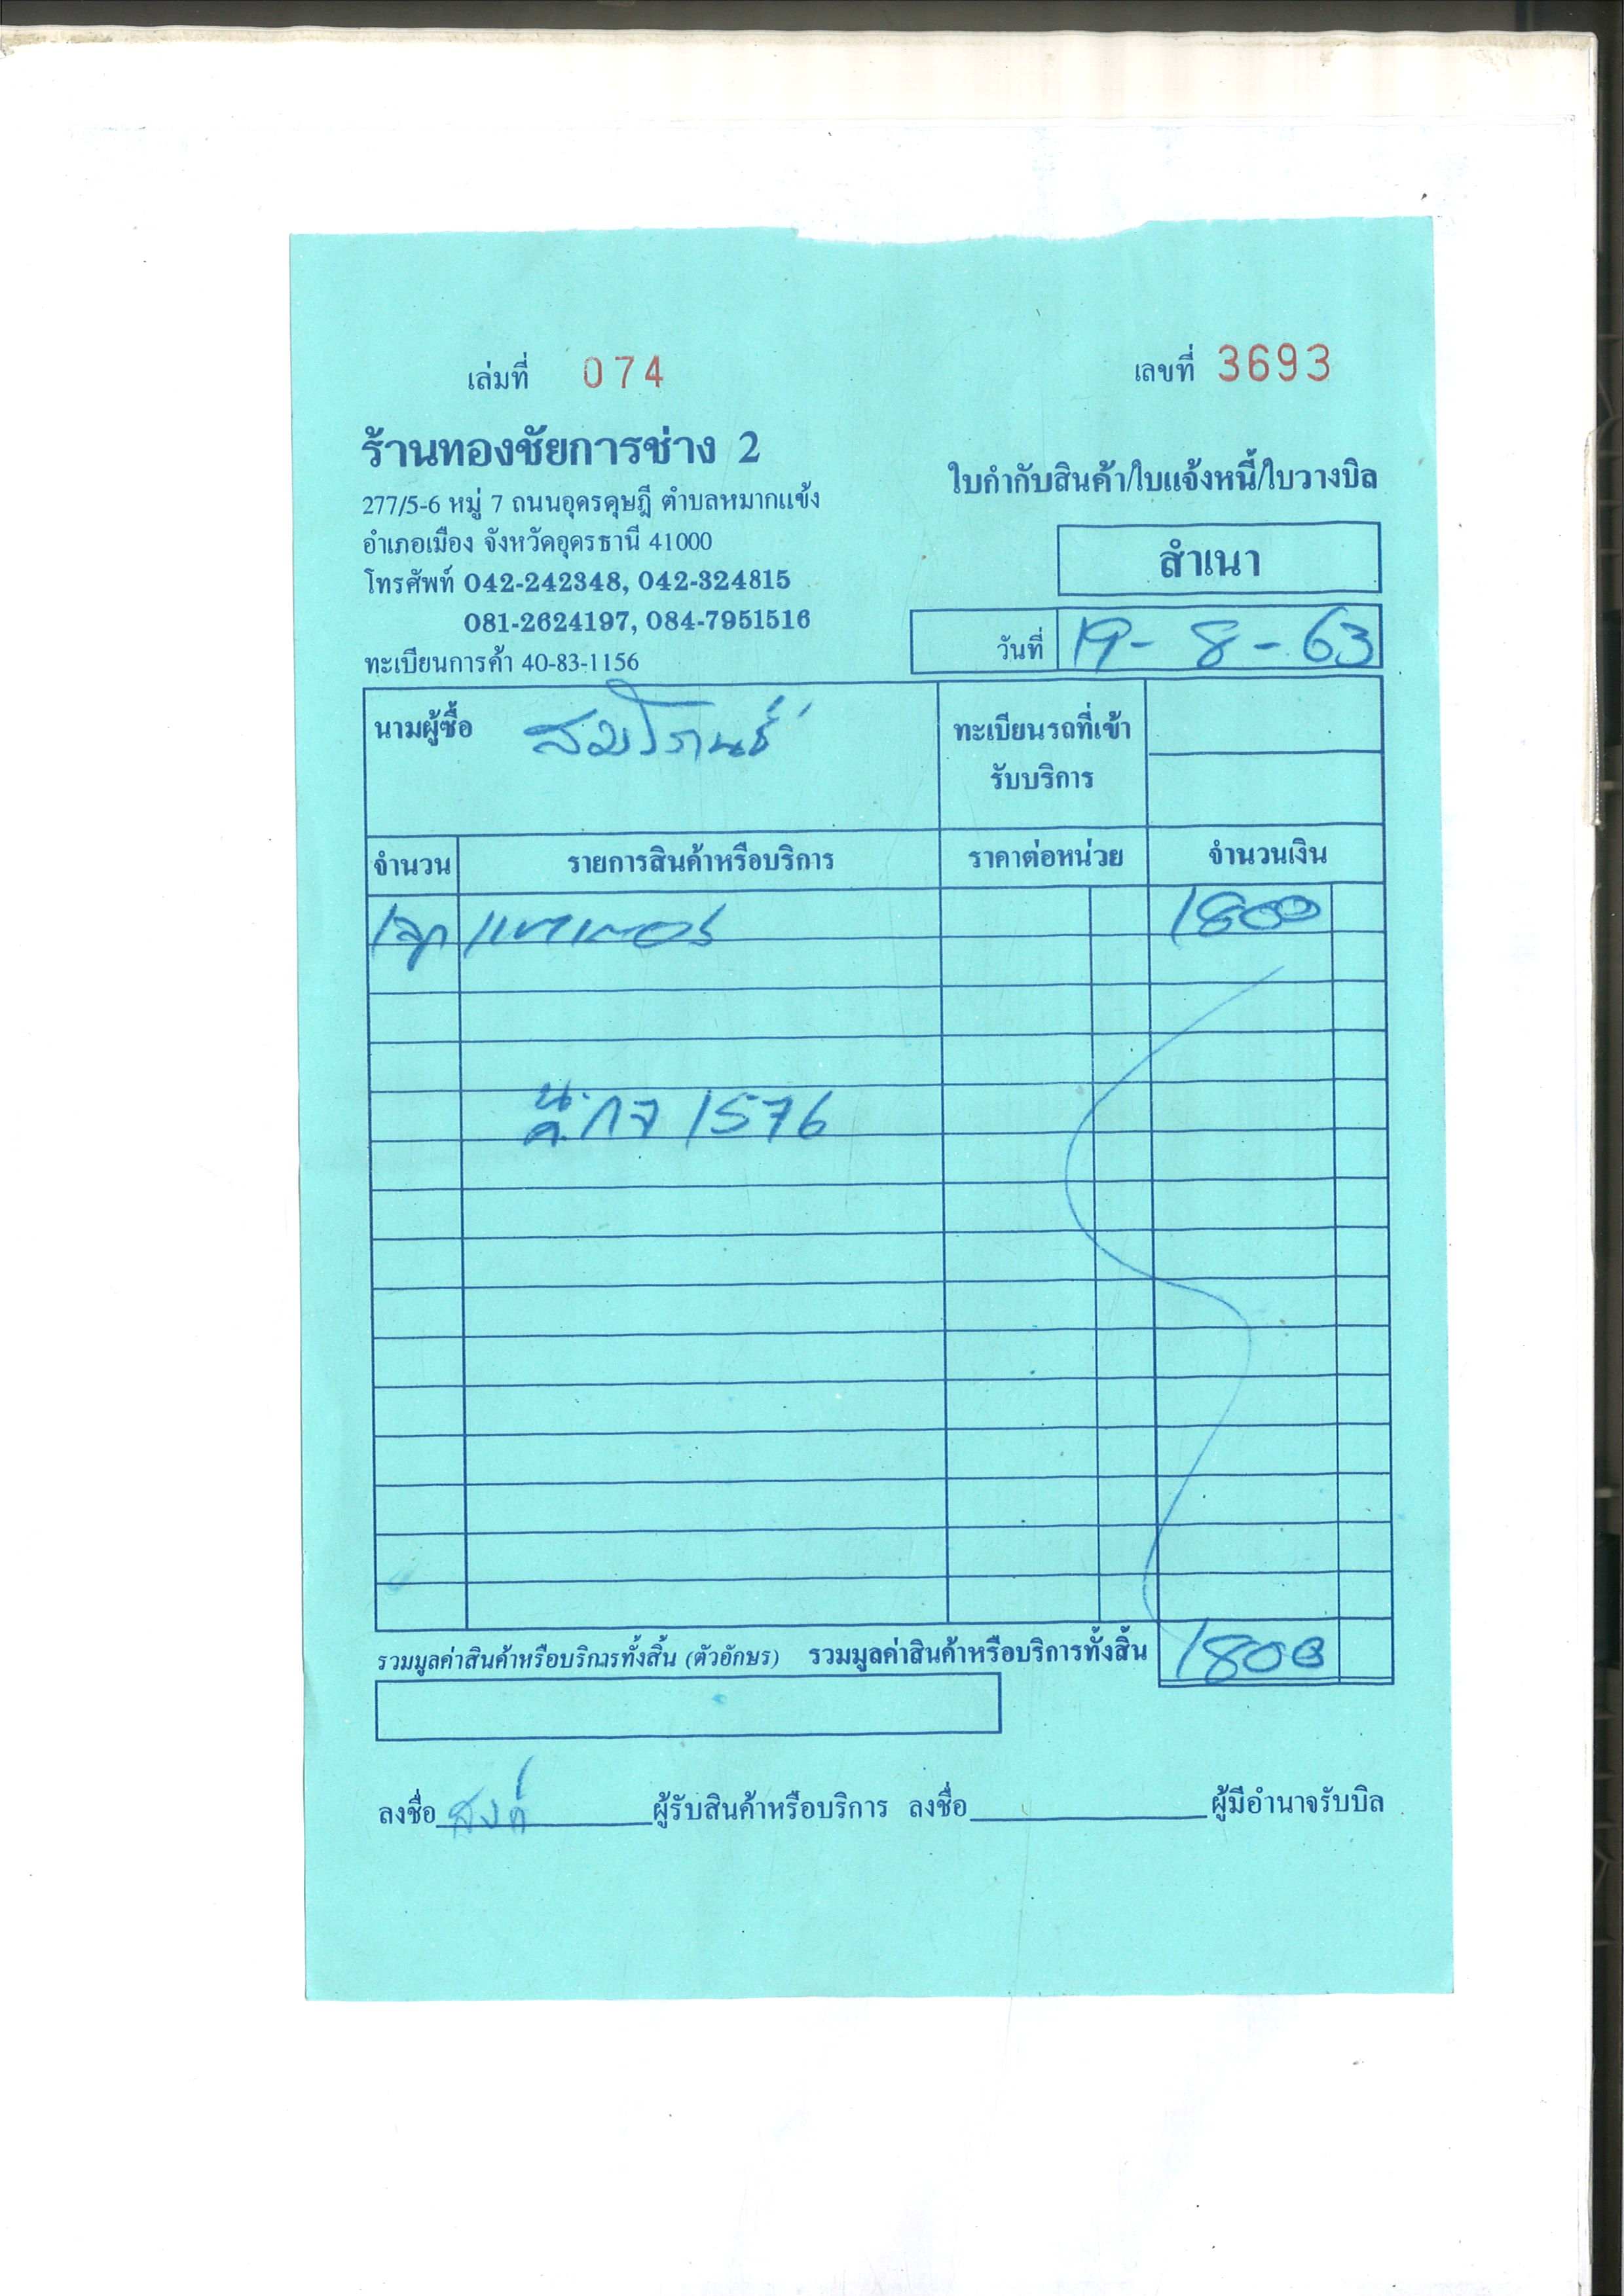 เล่มที่ 074
เลขที่ 3693
ร้านทองชัยการช่าง 2
277/5-6 หมู่ 7 ถนนอุดรดุษฎี ตำบลหมากแข้ง
อำเภอเมือง จังหวัดอุดรธานี 41000
โทรศัพท์ 042-242348, 042-324815
081-2624197, 084-7951516
ทะเบียนการค้า 40-83-1156
ใบกำกับสินค้า/ใบแจ้งหนี้/ใบวางบิล
สำเนา
วันที่ 19-8-63
นามผู้ซื้อ
ทะเบียนรถที่เข้า
รับบริการ
จำนวน รายการสินค้าหรือบริการ ราคาต่อหน่วย จำนวนเงิน
1ลูก 1800
กจ 1576
รวมมูลค่าสินค้าหรือบริการทั้งสิ้น (ตัวอักษร) รวมมูลค่าสินค้าหรือบริการทั้งสิ้น 1800
ลงชื่อ ผู้รับสินค้าหรือบริการ ลงชื่อ ผู้มีอำนาจรับบิล